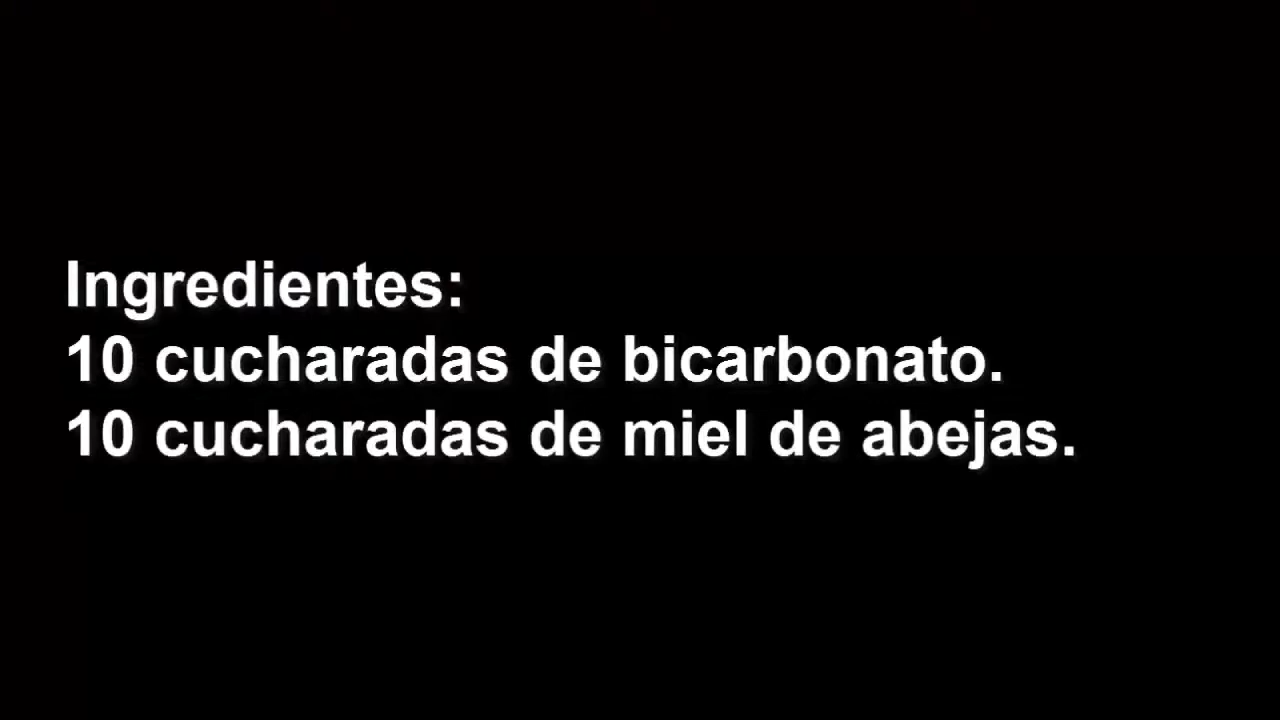 Ingredientes:
10 cucharadas de bicarbonato.
10 cucharadas de miel de abejas.